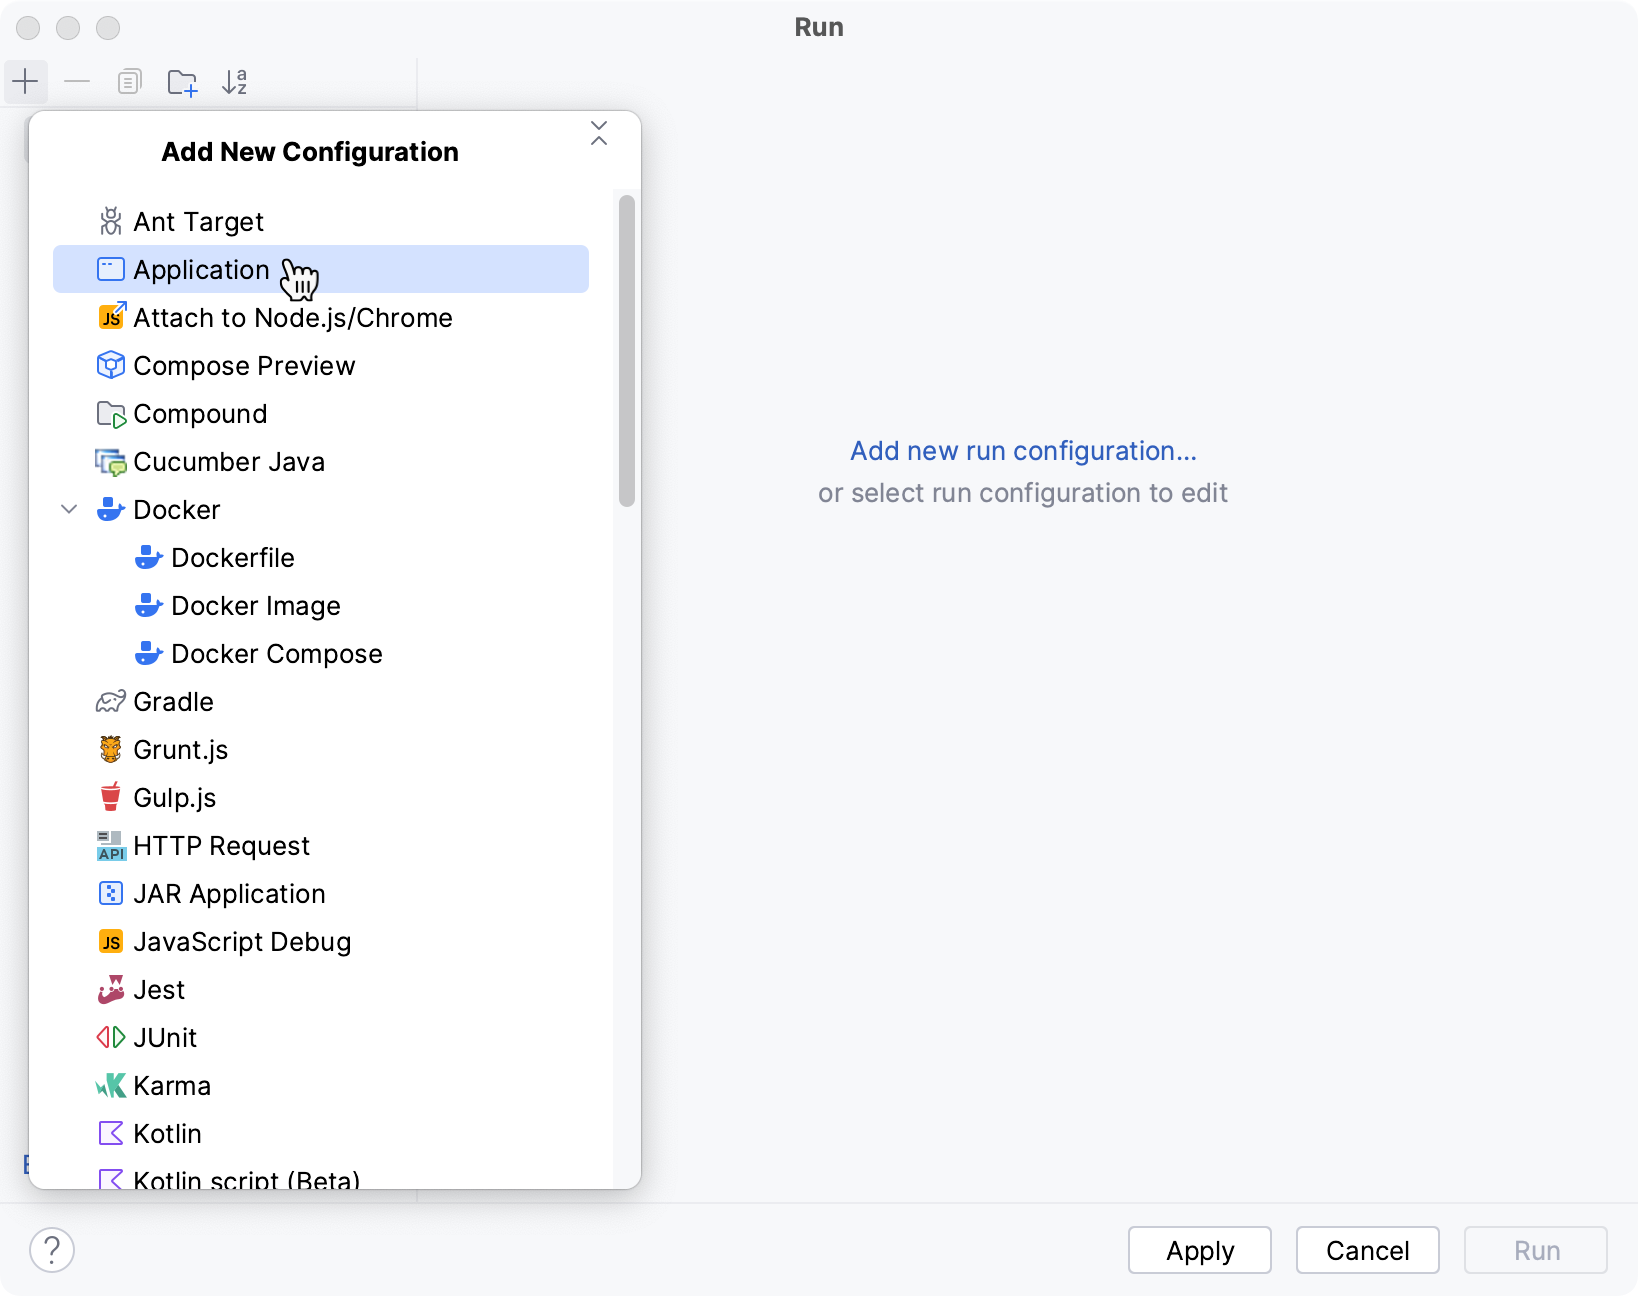 Run
Add New Configuration
Ant Target
Application
Attach to Node.js/Chrome
Compose Preview
Compound
Cucumber Java
Docker
Dockerfile
Docker Image
Docker Compose
Gradle
Grunt.js
Gulp.js
API HTTP Request
JAR Application
JS JavaScript Debug
Jest
JUnit
Karma
Kotlin
Kotlin script (Beta)
Add new run configuration...
or select run configuration to edit
?
Apply
Cancel
Run